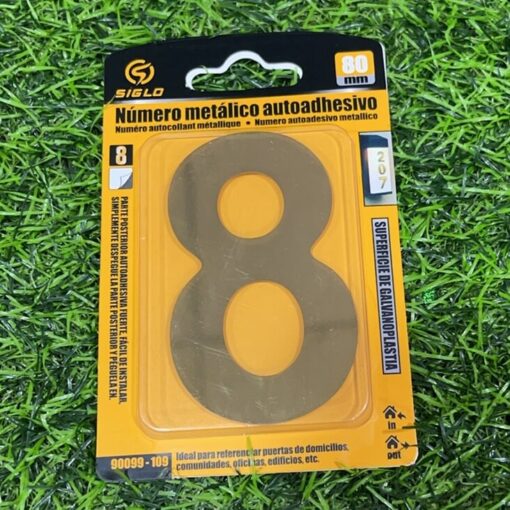 SIGLO
80
mm
Número metálico autoadhesivo
Numéro autocollant métallique • Numero autoadesivo metallico
8
207
PARTE POSTERIOR AUTOADHESIVA FUERTE. FÁCIL DE INSTALAR.
SIMPLEMENTE DESPEGUE LA PARTE POSTERIOR Y PÉGUELA EN.
8
SUPERFICIE DE GALVANOPLASTIA
in
out
90099 - 109
Ideal para referenciar puertas de domicilios,
comunidades, oficinas, edificios, etc.